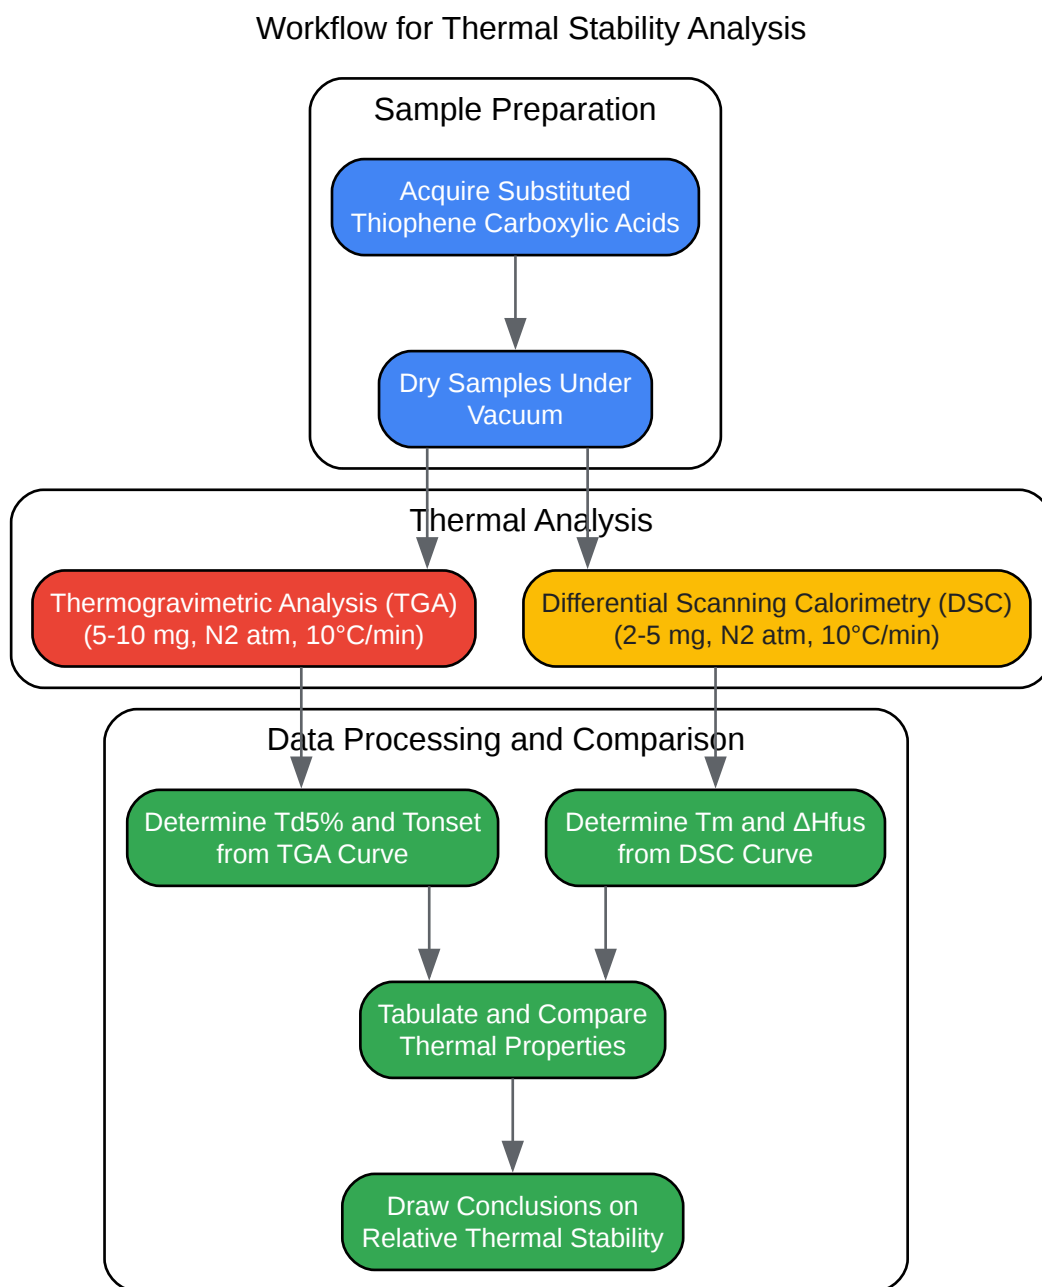 Workflow for Thermal Stability Analysis
Sample Preparation
Acquire Substituted
Thiophene Carboxylic Acids
Dry Samples Under
Vacuum
Thermal Analysis
Thermogravimetric Analysis (TGA)
(5-10 mg, N2 atm, 10°C/min)
Differential Scanning Calorimetry (DSC)
(2-5 mg, N2 atm, 10°C/min)
Data Processing and Comparison
Determine Td5% and Tonset
from TGA Curve
Determine Tm and ΔHfus
from DSC Curve
Tabulate and Compare
Thermal Properties
Draw Conclusions on
Relative Thermal Stability